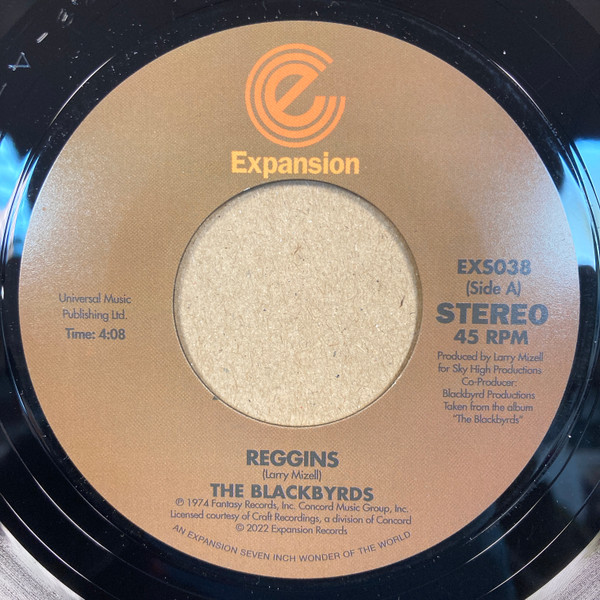 e
Expansion
EXS038
(Side A)
STEREO
45 RPM
Universal Music
Publishing Ltd.
Time: 4:08
Produced by Larry Mizell
for Sky High Productions
Co-Producer:
Blackbyrd Productions
Taken from the album
"The Blackbyrds"
REGGINS
(Larry Mizell)
THE BLACKBYRDS
℗ 1974 Fantasy Records, Inc. Concord Music Group, Inc.
Licensed courtesy of Craft Recordings, a division of Concord
© 2022 Expansion Records
AN EXPANSION SEVEN INCH WONDER OF THE WORLD